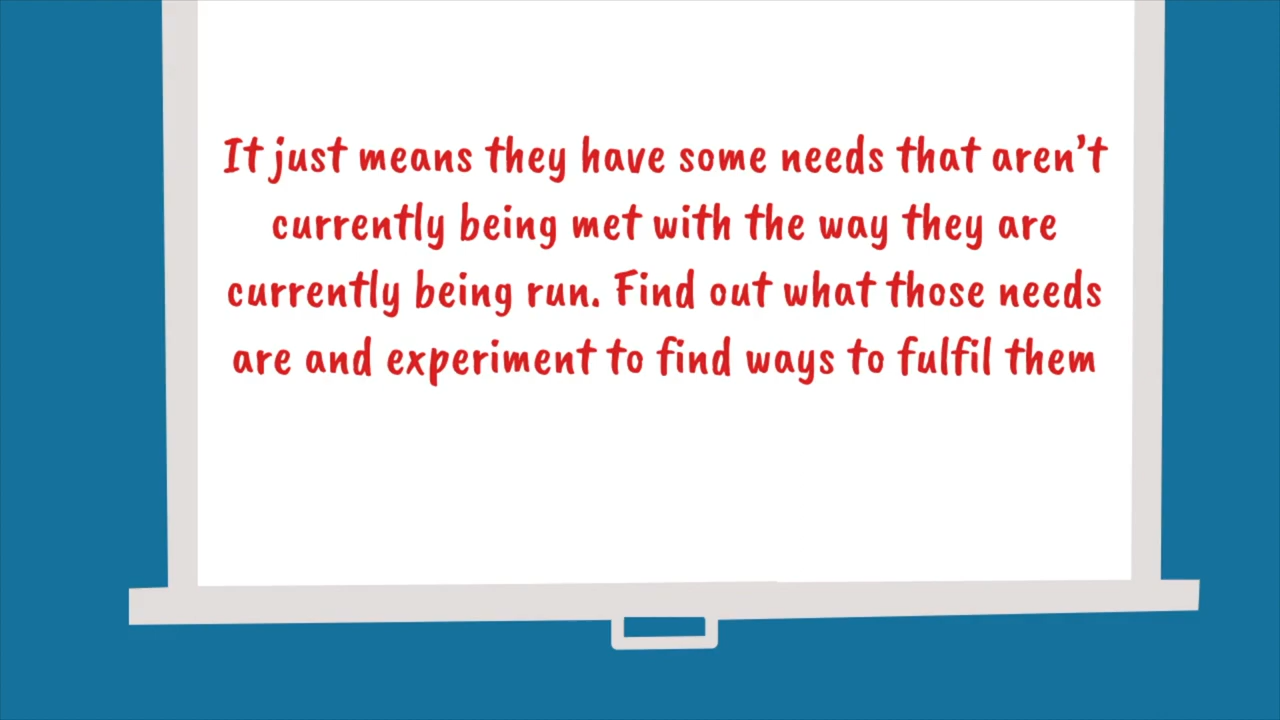 It just means they have some needs that aren’t
currently being met with the way they are
currently being run. Find out what those needs
are and experiment to find ways to fulfil them